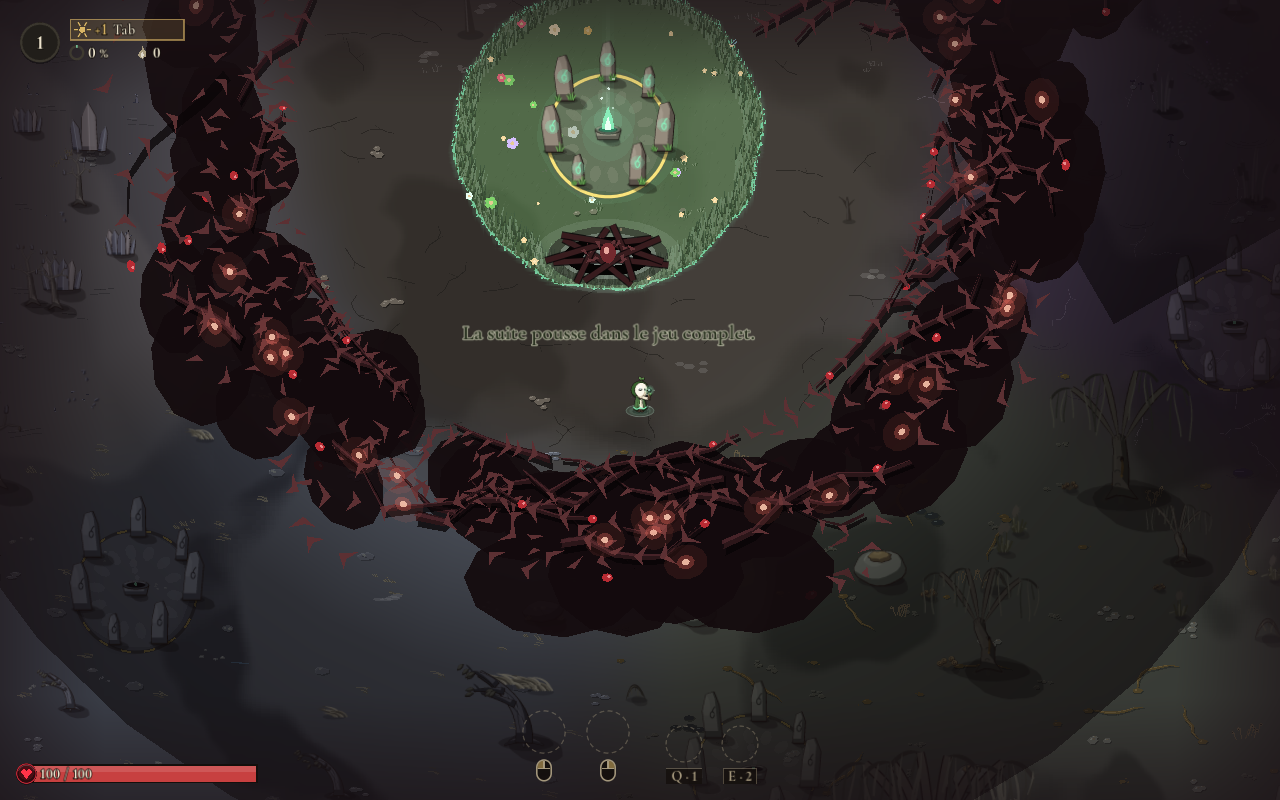 1
+1 Tab
0 %
0
La suite pousse dans le jeu complet.
100 / 100
Q - 1
E - 2